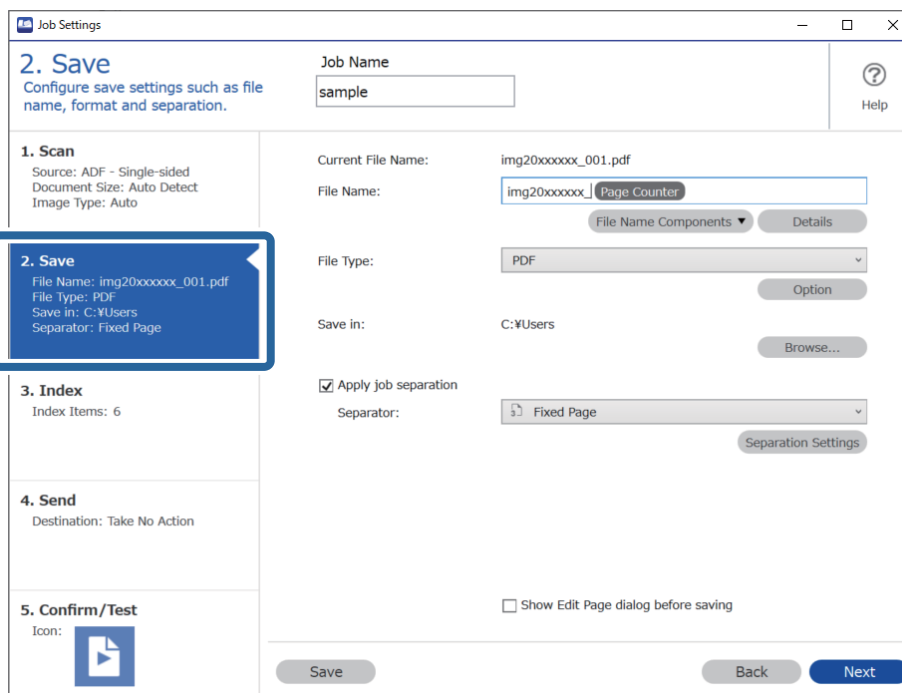 Job Settings
2. Save
Configure save settings such as file
name, format and separation.
Job Name
sample
Help
1. Scan
Source: ADF - Single-sided
Document Size: Auto Detect
Image Type: Auto
2. Save
File Name: img20xxxxxx_001.pdf
File Type: PDF
Save in: C:¥Users
Separator: Fixed Page
3. Index
Index Items: 6
4. Send
Destination: Take No Action
5. Confirm/Test
Icon:
Current File Name: img20xxxxxx_001.pdf
File Name: img20xxxxxx_ Page Counter
File Name Components ▼ Details
File Type: PDF
Option
Save in: C:¥Users
Browse...
Apply job separation
Separator: Fixed Page
Separation Settings
Show Edit Page dialog before saving
Save Back Next